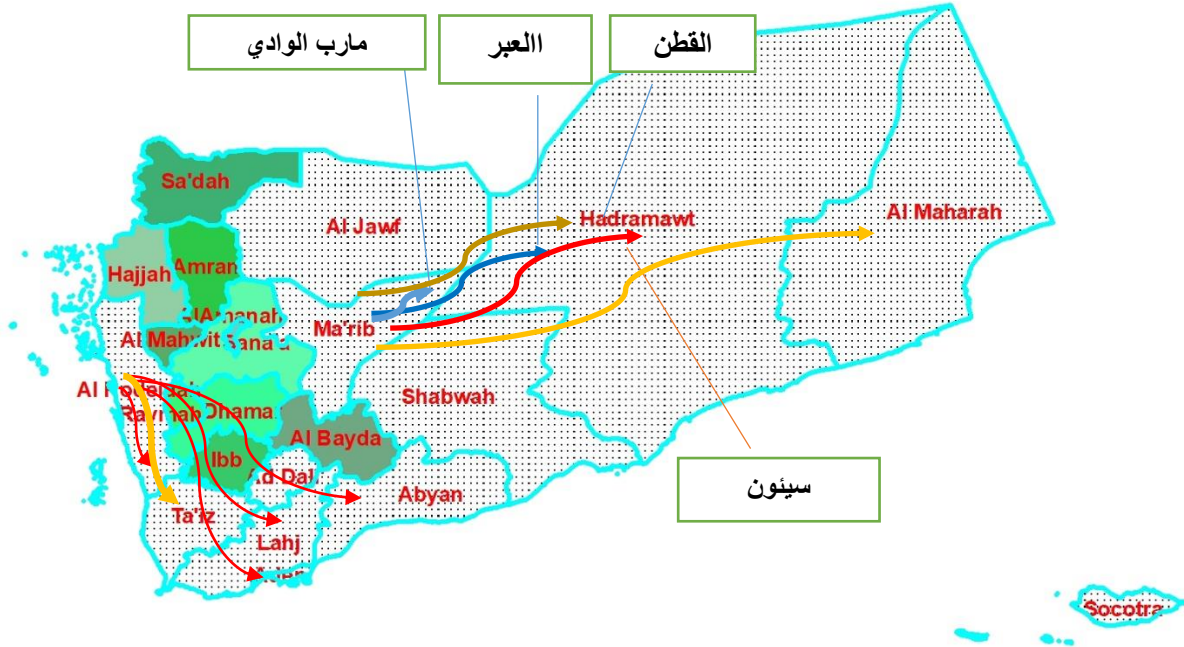 مارب الوادي
االعبر
القطن
Sa'dah
Al Jawf
Hadramawt
Al Maharah
Hajjah
Amran
Ma'rib
Al Mahwit
Shabwah
Al Bayda
Ibb
Abyan
سيئون
Ta'iz
Lahj
Socotra